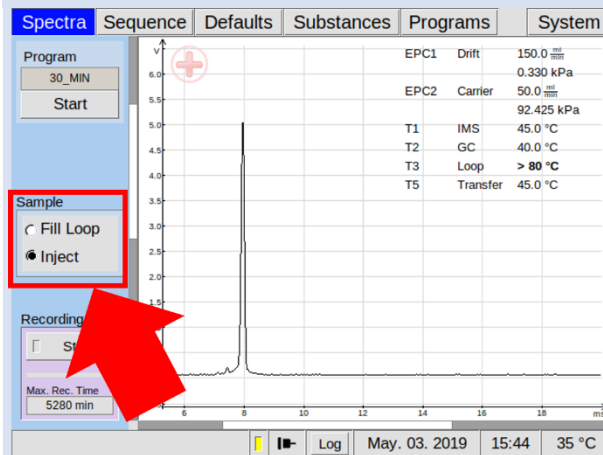 Spectra Sequence Defaults Substances Programs System
Program
30_MIN
Start
Sample
Fill Loop
Inject
Recording
Max. Rec. Time
5280 min
V
6.0
5.5
5.0
4.5
4.0
3.5
3.0
2.5
2.0
1.5
6 8 10 12 14 16 18 ms
EPC1 Drift 150.0 ml/min
0.330 kPa
EPC2 Carrier 50.0 ml/min
92.425 kPa
T1 IMS 45.0 °C
T2 GC 40.0 °C
T3 Loop > 80 °C
T5 Transfer 45.0 °C
Log May. 03. 2019 15:44 35 °C